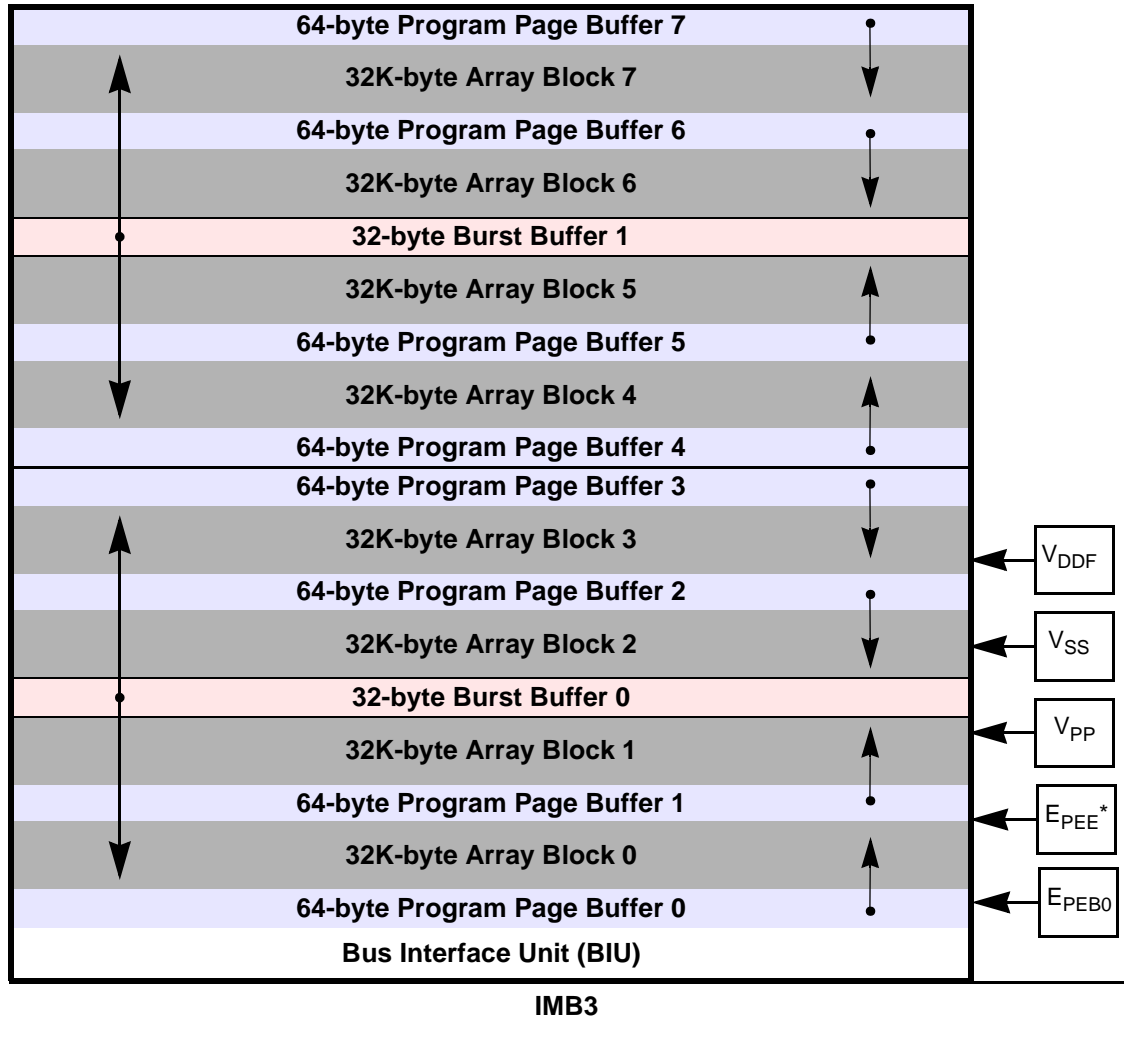 64-byte Program Page Buffer 7
32K-byte Array Block 7
64-byte Program Page Buffer 6
32K-byte Array Block 6
32-byte Burst Buffer 1
32K-byte Array Block 5
64-byte Program Page Buffer 5
32K-byte Array Block 4
64-byte Program Page Buffer 4
64-byte Program Page Buffer 3
32K-byte Array Block 3
64-byte Program Page Buffer 2
32K-byte Array Block 2
32-byte Burst Buffer 0
32K-byte Array Block 1
64-byte Program Page Buffer 1
32K-byte Array Block 0
64-byte Program Page Buffer 0
Bus Interface Unit (BIU)
IMB3
VDDF
VSS
VPP
EPEE*
EPEB0